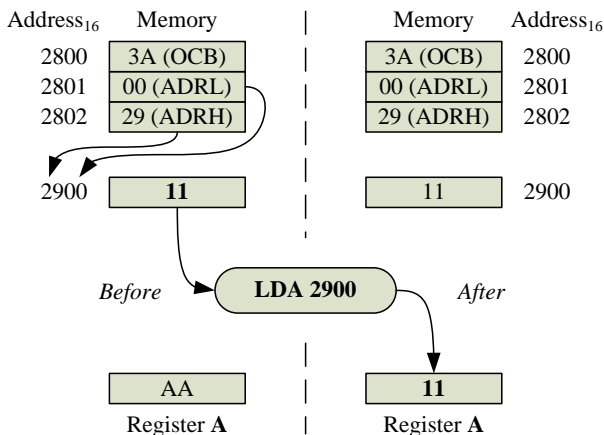 Address16 Memory Memory Address16
2800 3A (OCB) 3A (OCB) 2800
2801 00 (ADRL) 00 (ADRL) 2801
2802 29 (ADRH) 29 (ADRH) 2802
2900 11 11 2900
Before LDA 2900 After
AA 11
Register A Register A